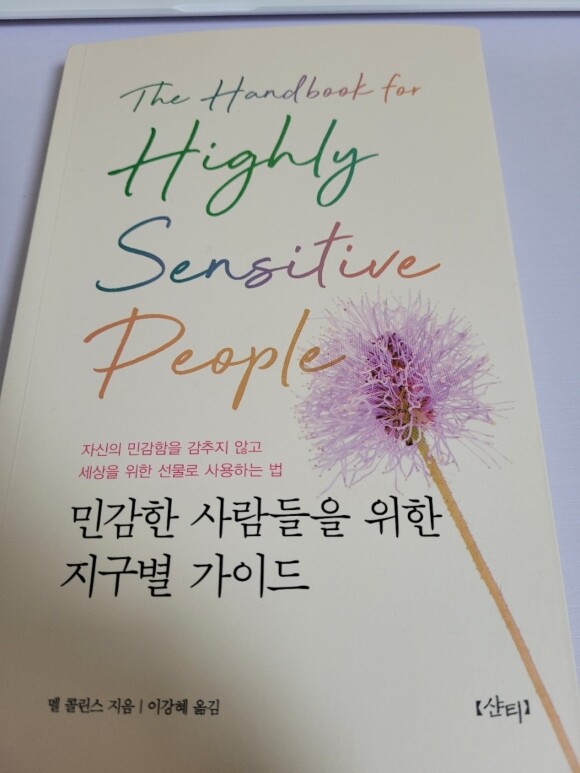 The Handbook for
Highly
Sensitive
People
자신의 민감함을 감추지 않고
세상을 위한 선물로 사용하는 법
민감한 사람들을 위한
지구별 가이드
멜 콜린스 지음 | 이강혜 옮김
【샨티】